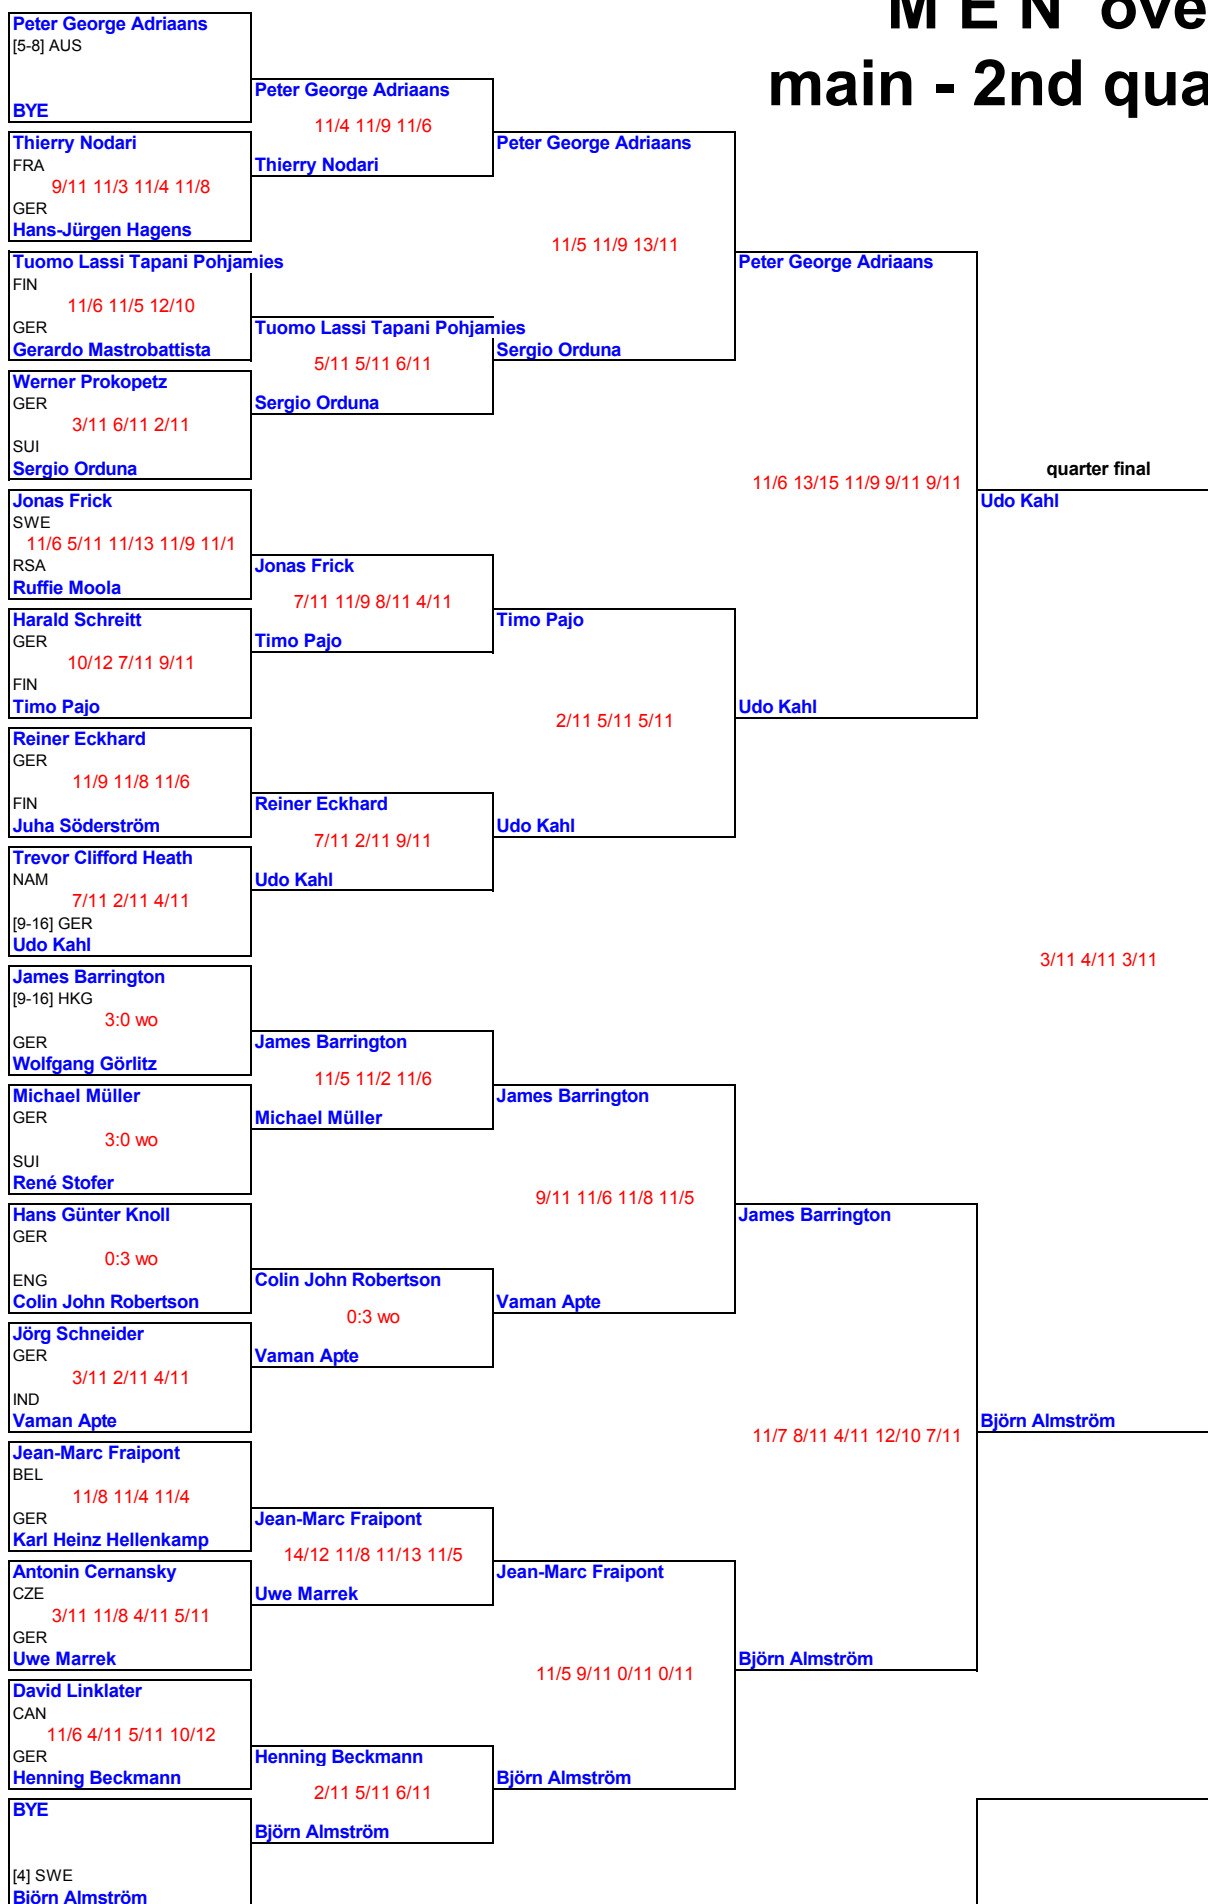 M E N ove
main - 2nd qua
Peter George Adriaans
[5-8] AUS
BYE
Thierry Nodari
FRA
9/11 11/3 11/4 11/8
GER
Hans-Jürgen Hagens
Tuomo Lassi Tapani Pohjamies
FIN
11/6 11/5 12/10
GER
Gerardo Mastrobattista
Werner Prokopetz
GER
3/11 6/11 2/11
SUI
Sergio Orduna
Jonas Frick
SWE
11/6 5/11 11/13 11/9 11/1
RSA
Ruffie Moola
Harald Schreitt
GER
10/12 7/11 9/11
FIN
Timo Pajo
Reiner Eckhard
GER
11/9 11/8 11/6
FIN
Juha Söderström
Trevor Clifford Heath
NAM
7/11 2/11 4/11
[9-16] GER
Udo Kahl
James Barrington
[9-16] HKG
3:0 wo
GER
Wolfgang Görlitz
Michael Müller
GER
3:0 wo
SUI
René Stofer
Hans Günter Knoll
GER
0:3 wo
ENG
Colin John Robertson
Jörg Schneider
GER
3/11 2/11 4/11
IND
Vaman Apte
Jean-Marc Fraipont
BEL
11/8 11/4 11/4
GER
Karl Heinz Hellenkamp
Antonin Cernansky
CZE
3/11 11/8 4/11 5/11
GER
Uwe Marrek
David Linklater
CAN
11/6 4/11 5/11 10/12
GER
Henning Beckmann
BYE
[4] SWE
Björn Almström
Peter George Adriaans
11/4 11/9 11/6
Thierry Nodari
Tuomo Lassi Tapani Pohjamies
5/11 5/11 6/11
Sergio Orduna
Jonas Frick
7/11 11/9 8/11 4/11
Timo Pajo
Reiner Eckhard
7/11 2/11 9/11
Udo Kahl
James Barrington
11/5 11/2 11/6
Michael Müller
Colin John Robertson
0:3 wo
Vaman Apte
Jean-Marc Fraipont
14/12 11/8 11/13 11/5
Uwe Marrek
Henning Beckmann
2/11 5/11 6/11
Björn Almström
Peter George Adriaans
11/5 11/9 13/11
Sergio Orduna
Timo Pajo
2/11 5/11 5/11
Udo Kahl
James Barrington
9/11 11/6 11/8 11/5
Vaman Apte
Jean-Marc Fraipont
11/5 9/11 0/11 0/11
Björn Almström
Peter George Adriaans
11/6 13/15 11/9 9/11 9/11
Udo Kahl
James Barrington
11/7 8/11 4/11 12/10 7/11
Björn Almström
quarter final
Udo Kahl
3/11 4/11 3/11
Björn Almström